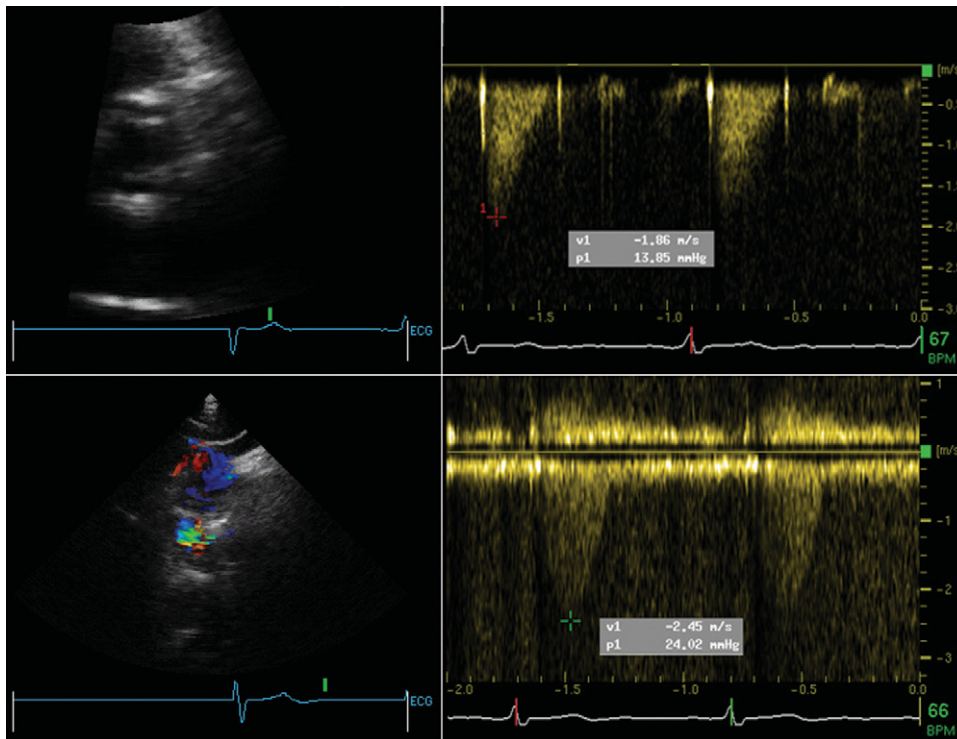 [m/s]
-0.5
-1.0
-1.5
-2.0
-2.5
-3.0
1
v1 -1.86 m/s
p1 13.85 mmHg
-1.5 -1.0 -0.5 0.0
ECG
67
BPM
1
[m/s]
-1
-2
-3
v1 -2.45 m/s
p1 24.02 mmHg
-2.0 -1.5 -1.0 -0.5 0.0
ECG
66
BPM